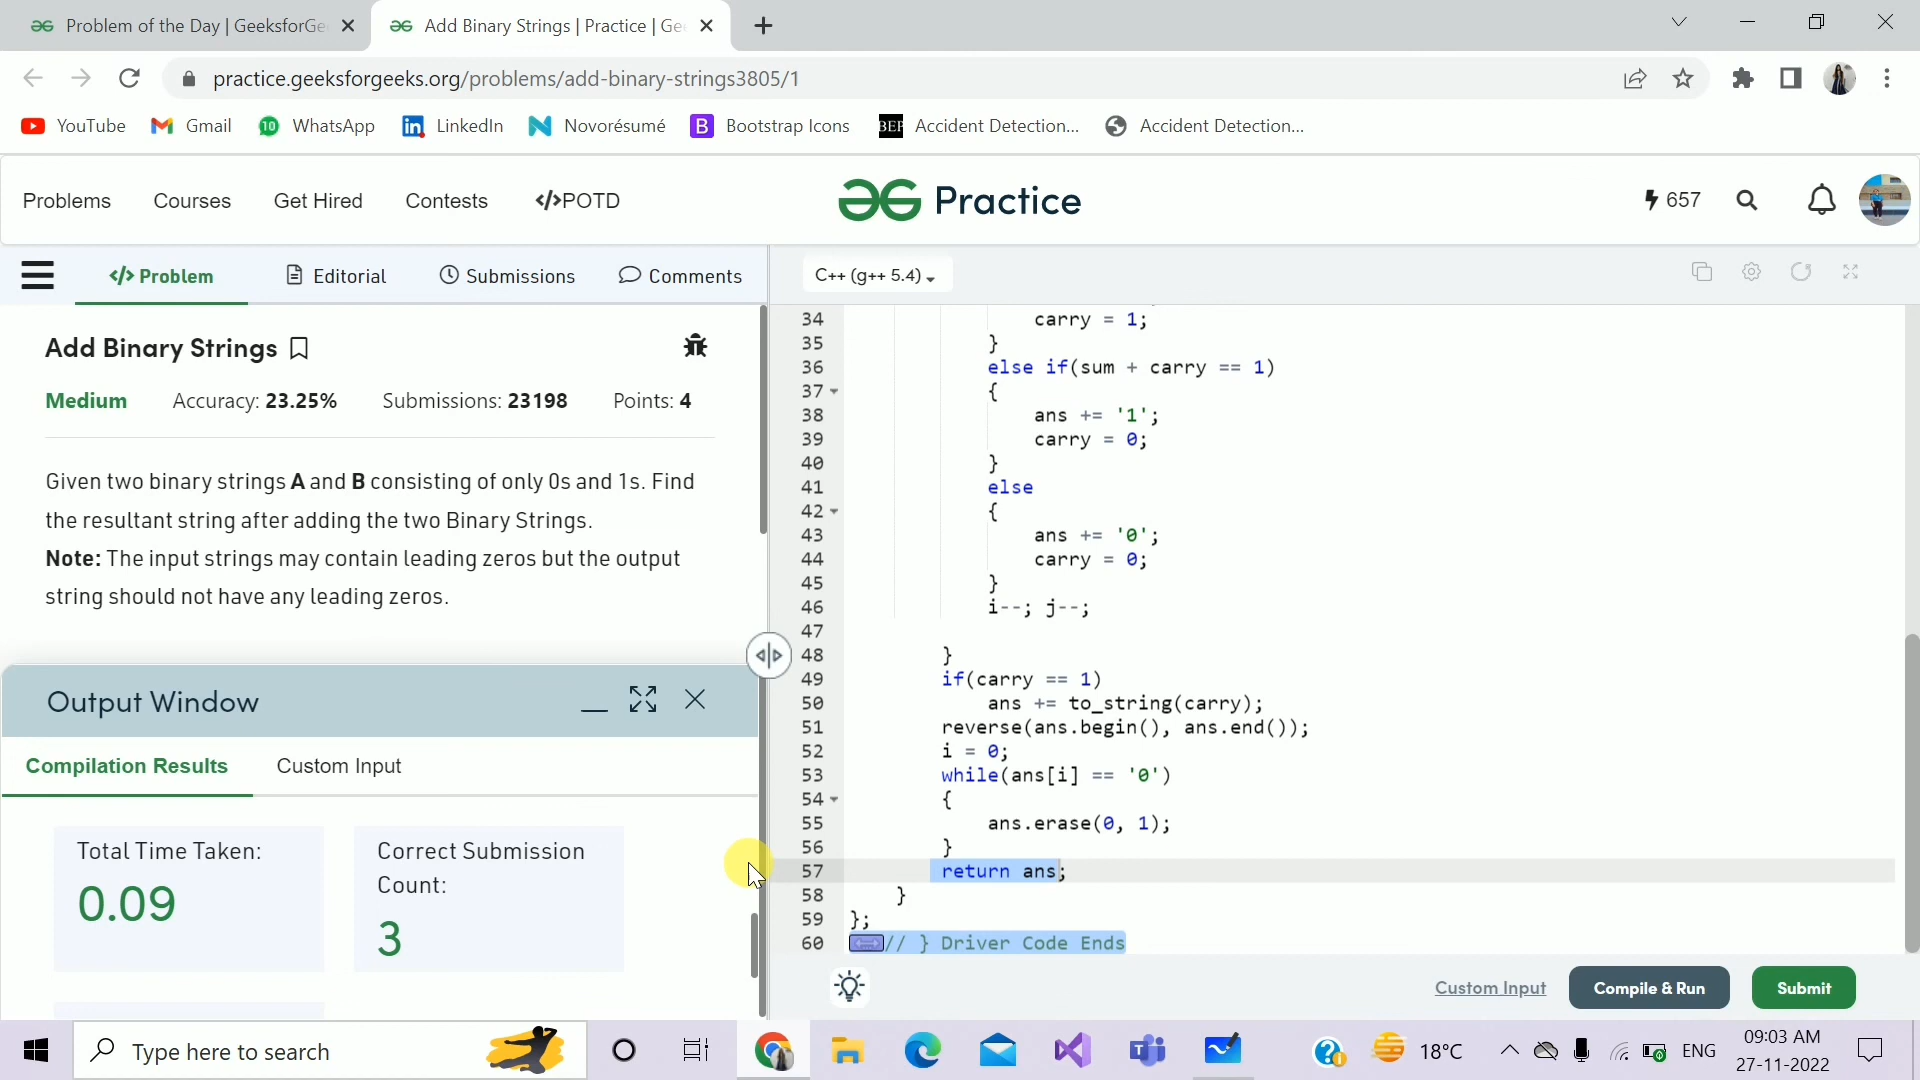 Problem of the Day | GeeksforGe
Add Binary Strings | Practice | Ge
practice.geeksforgeeks.org/problems/add-binary-strings3805/1
YouTube
Gmail
10
WhatsApp
in
LinkedIn
Novorésumé
B
Bootstrap Icons
BEF
Accident Detection...
Accident Detection...
Problems
Courses
Get Hired
Contests
</>POTD
Practice
657
</> Problem
Editorial
Submissions
Comments
C++ (g++ 5.4)
Add Binary Strings
Medium
Accuracy: 23.25%
Submissions: 23198
Points: 4
Given two binary strings A and B consisting of only 0s and 1s. Find
the resultant string after adding the two Binary Strings.
Note: The input strings may contain leading zeros but the output
string should not have any leading zeros.
Output Window
Compilation Results
Custom Input
Total Time Taken:
0.09
Correct Submission
Count:
3
34 carry = 1;
35 }
36 else if(sum + carry == 1)
37 {
38 ans += '1';
39 carry = 0;
40 }
41 else
42 {
43 ans += '0';
44 carry = 0;
45 }
46 i--; j--;
47
48 }
49 if(carry == 1)
50 ans += to_string(carry);
51 reverse(ans.begin(), ans.end());
52 i = 0;
53 while(ans[i] == '0')
54 {
55 ans.erase(0, 1);
56 }
57 return ans;
58 }
59 };
60 // } Driver Code Ends
Custom Input
Compile & Run
Submit
Type here to search
18°C
ENG
09:03 AM
27-11-2022